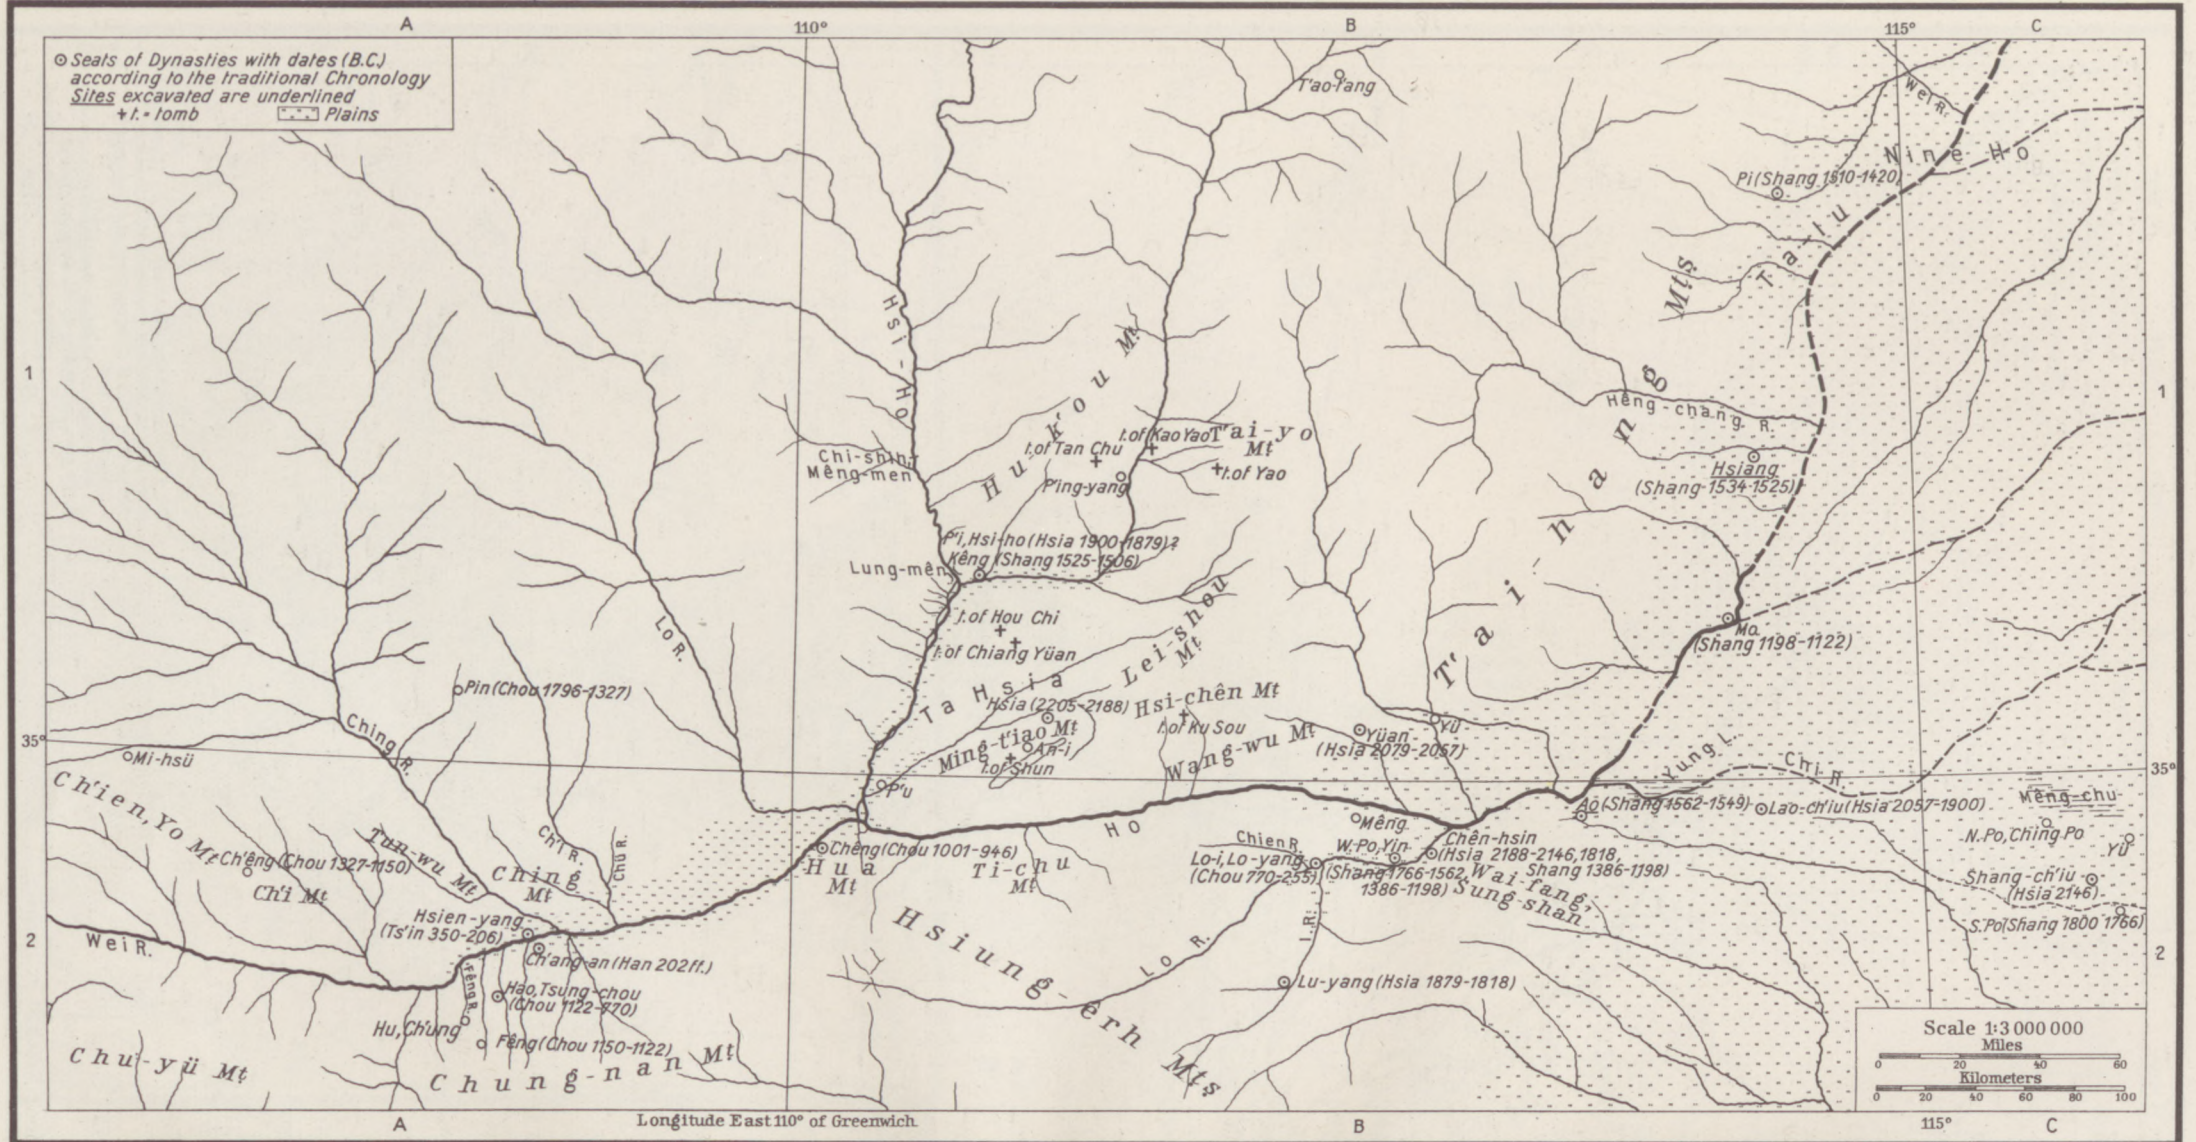 A
110°
B
115°
C
Seats of Dynasties with dates (B.C.)
according to the traditional Chronology
Sites excavated are underlined
+ t. = tomb
Plains
T'ao-t'ang
Wei R.
Nine Ho
Pi (Shang 1510-1420)
Ta-lu
Hsi-Ho
1
1
Hu-k'ou Mt
T'ai-hang Mts
Hêng-chang R.
t. of Kao Yao
T'ai-yo
Mt
t. of Tan Chu
t. of Yao
P'ing-yang
Chi-shih,
Mêng-men
Hsiang
(Shang 1534-1525)
P'i, Hsi-ho (Hsia 1900-1879)?
Kêng (Shang 1525-1506)
Lung-mên
t. of Hou Chi
t. of Chiang Yüan
Lo R.
Lei-shou
Mt
Mo
(Shang 1198-1122)
Pin (Chou 1796-1327)
Ta Hsia
Hsia (2205-2188)
Hsi-chên Mt
t. of Ku Sou
Ming-t'iao Mt
An-i
t. of Shun
Wang-wu Mt
Yüan
(Hsia 2079-2057)
Yü
Ching R.
35°
35°
Mi-hsü
Yung L.
Chi R.
P'u
Ch'ien, Yo Mt
Ao (Shang 1562-1549)
Lao-ch'iu (Hsia 2057-1900)
Mêng-chu
N. Po, Ching Po
Yü
Ho
Mêng
Chien R.
W. Po, Yin
(Shang 1766-1562,
1386-1198)
Lo-i, Lo-yang
(Chou 770-255)
Chên-hsin
(Hsia 2188-2146, 1818,
Shang 1386-1198)
Wai fang,
Sung-shan
Shang-ch'iu
(Hsia 2146)
S. Po (Shang 1800 1766)
Ch'i R.
Chü R.
Tun-wu Mt
Ch'êng (Chou 1327-1150)
Ch'i Mt
Ching
Mt
Chêng (Chou 1001-946)
Hua
Mt
Ti-chu
Mt
Hsien-yang
(Ts'in 350-206)
Ch'ang-an (Han 202 ff.)
2
2
Wei R.
Fêng R.
Hao, Tsung-chou
(Chou 1122-770)
Hu, Ch'ung
Fêng (Chou 1150-1122)
Chu-yü Mt
Chung-nan Mt
Hsiung-êrh Mts
Lo R.
I. R.
Lu-yang (Hsia 1879-1818)
Scale 1:3 000 000
Miles
0 20 40 60
Kilometers
0 20 40 60 80 100
A
Longitude East 110° of Greenwich.
B
115°
C